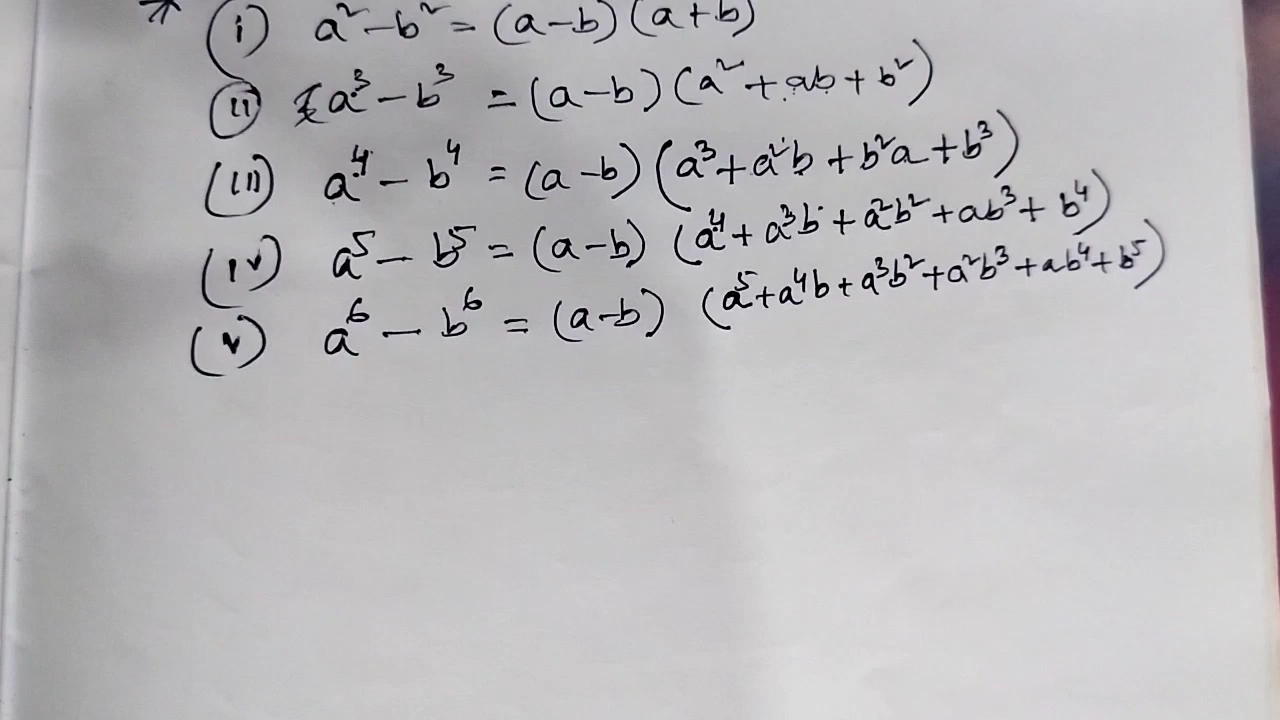 (i) a² - b² = (a-b)(a+b)
(ii) a³ - b³ = (a-b)(a² + ab + b²)
(iii) a⁴ - b⁴ = (a-b)(a³ + a²b + b²a + b³)
(iv) a⁵ - b⁵ = (a-b)(a⁴ + a³b + a²b² + ab³ + b⁴)
(v) a⁶ - b⁶ = (a-b)(a⁵ + a⁴b + a³b² + a²b³ + ab⁴ + b⁵)